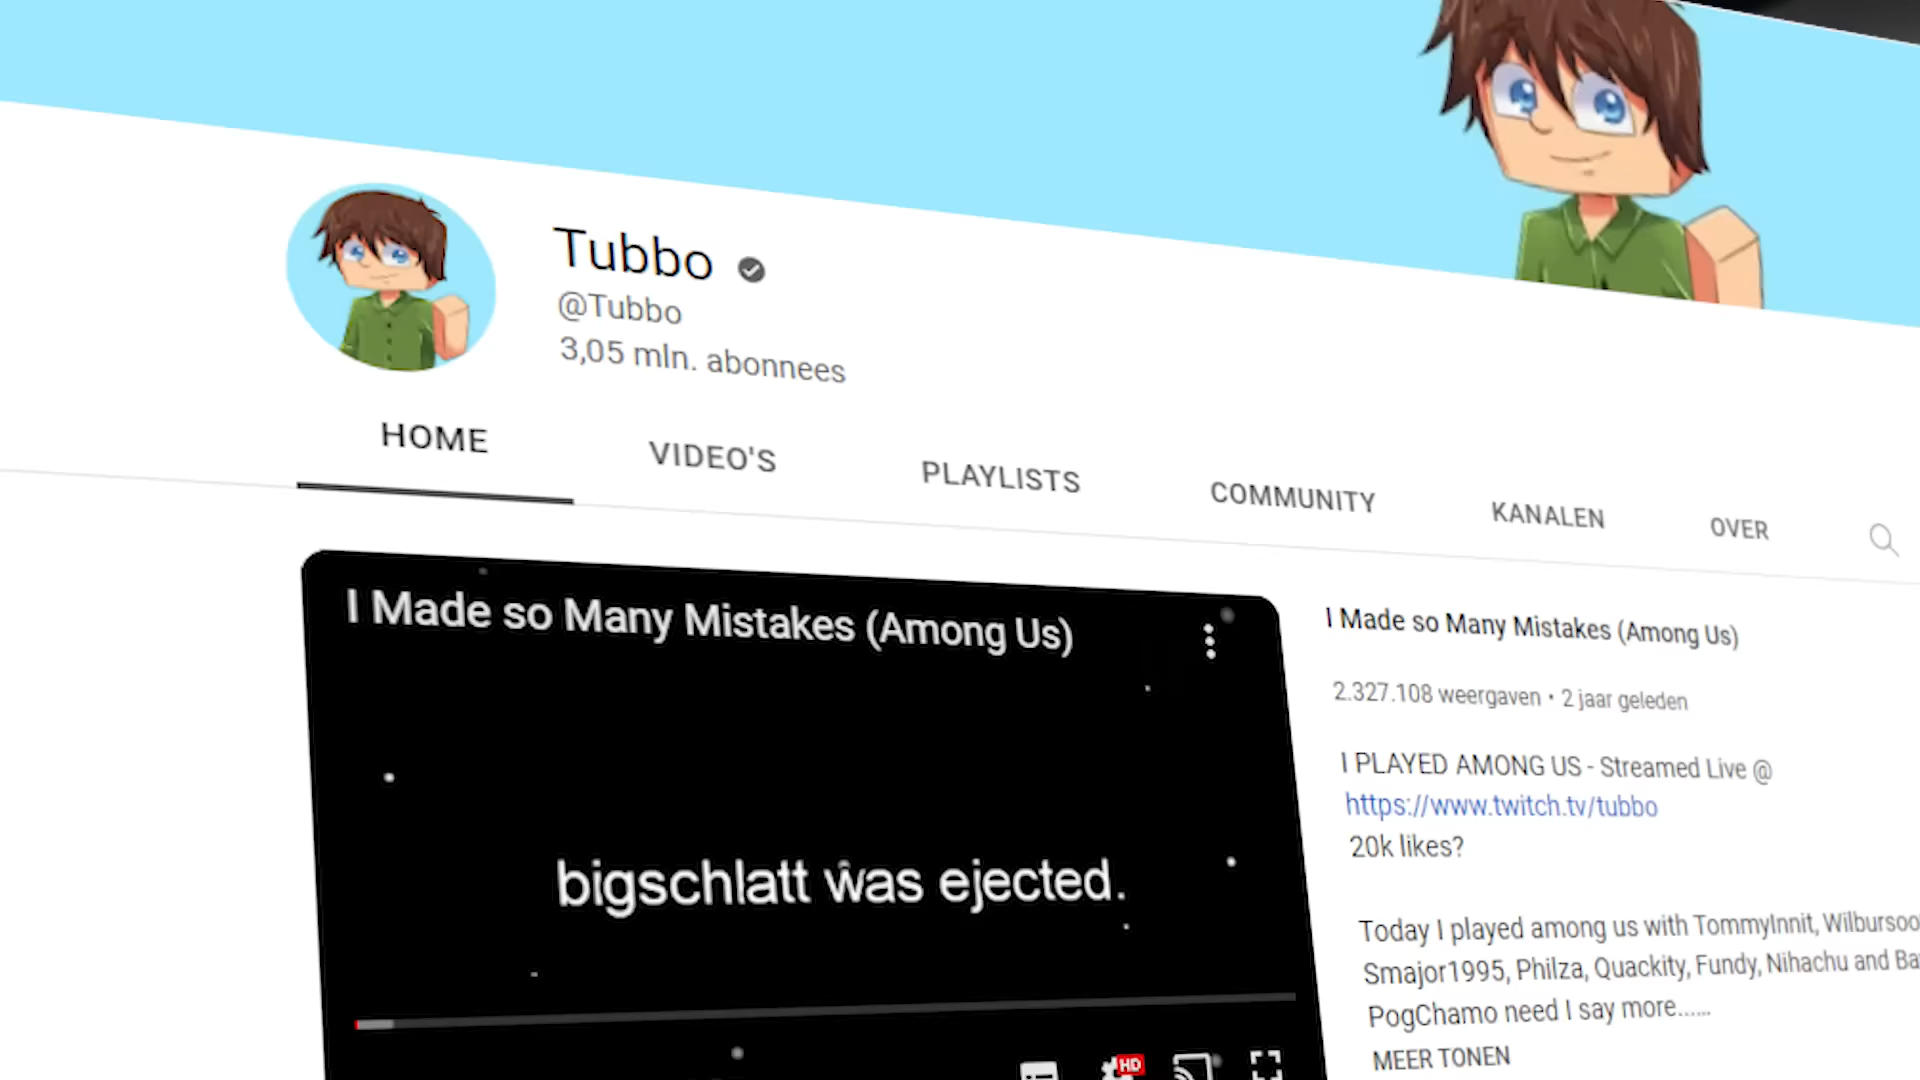 Tubbo
@Tubbo
3,05 mln. abonnees
HOME VIDEO'S PLAYLISTS COMMUNITY KANALEN OVER
I Made so Many Mistakes (Among Us)
bigschlatt was ejected.
HD
I Made so Many Mistakes (Among Us)
2.327.108 weergaven • 2 jaar geleden
I PLAYED AMONG US - Streamed Live @
https://www.twitch.tv/tubbo
20k likes?
Today I played among us with TommyInnit,
Smajor1995, Philza, Quackity, Fundy, Nihachu and
PogChamo need I say more......
MEER TONEN